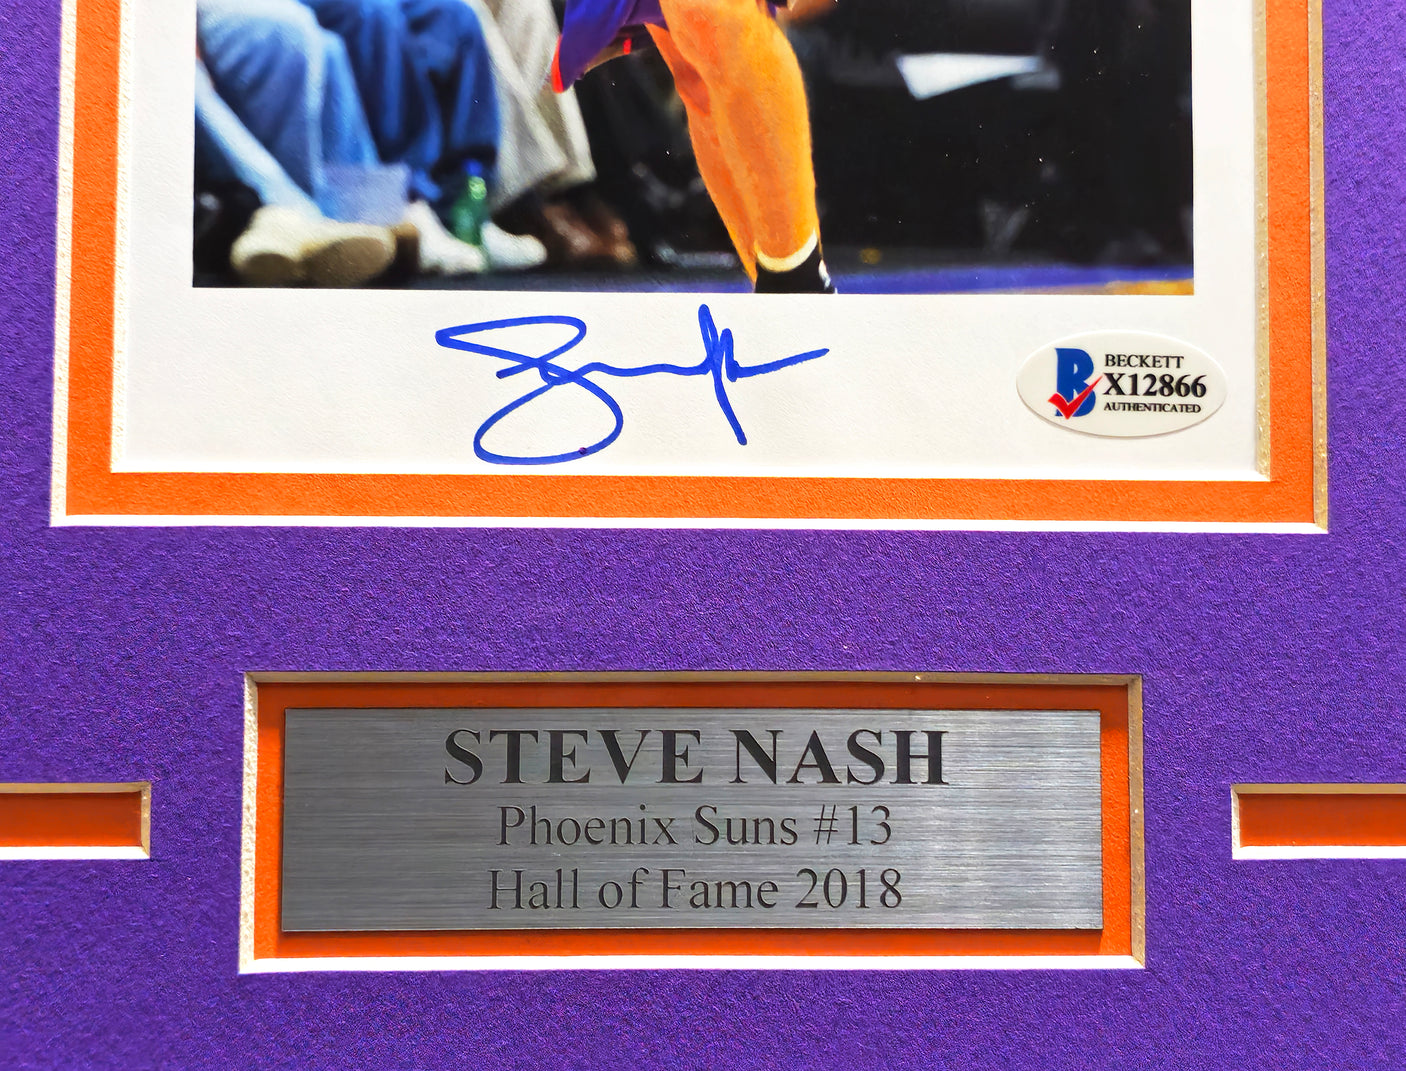 BECKETT
X12866
AUTHENTICATED
STEVE NASH
Phoenix Suns #13
Hall of Fame 2018